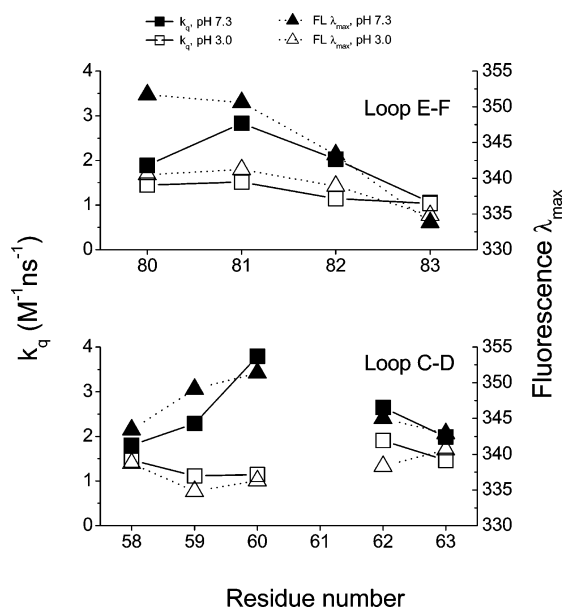 k_q, pH 7.3 FL λ_max, pH 7.3
k_q, pH 3.0 FL λ_max, pH 3.0
Loop E-F
4
3
2
1
0
355
350
345
340
335
330
80 81 82 83
k_q (M⁻¹ns⁻¹)
Fluorescence λ_max
Loop C-D
4
3
2
1
0
355
350
345
340
335
330
58 59 60 61 62 63
Residue number